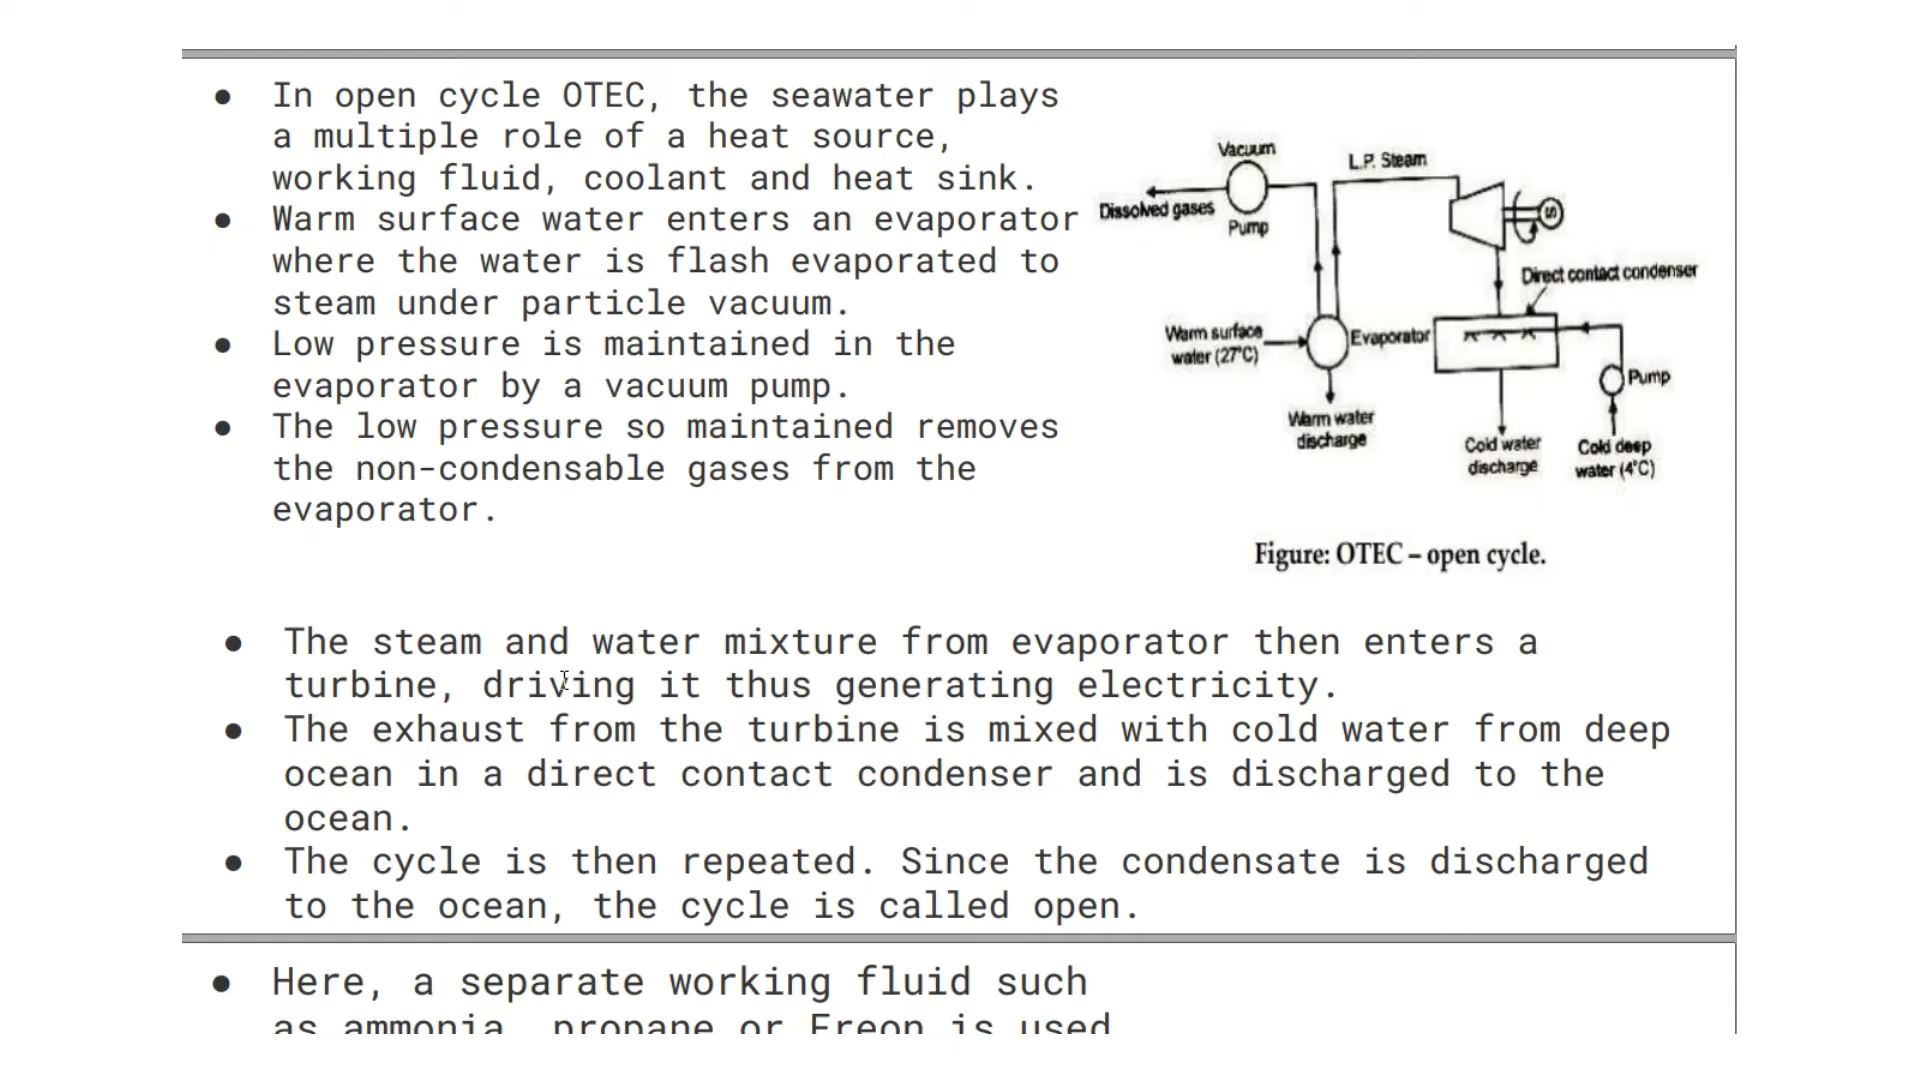 ● In open cycle OTEC, the seawater plays
a multiple role of a heat source,
working fluid, coolant and heat sink.
● Warm surface water enters an evaporator
where the water is flash evaporated to
steam under particle vacuum.
● Low pressure is maintained in the
evaporator by a vacuum pump.
● The low pressure so maintained removes
the non-condensable gases from the
evaporator.
Vacuum
Pump
Dissolved gases
L.P. Steam
Direct contact condenser
Warm surface
water (27°C)
Evaporator
Pump
Warm water
discharge
Cold water
discharge
Cold deep
water (4°C)
Figure: OTEC – open cycle.
● The steam and water mixture from evaporator then enters a
turbine, driving it thus generating electricity.
● The exhaust from the turbine is mixed with cold water from deep
ocean in a direct contact condenser and is discharged to the
ocean.
● The cycle is then repeated. Since the condensate is discharged
to the ocean, the cycle is called open.
● Here, a separate working fluid such
as ammonia, propane or Freon is used